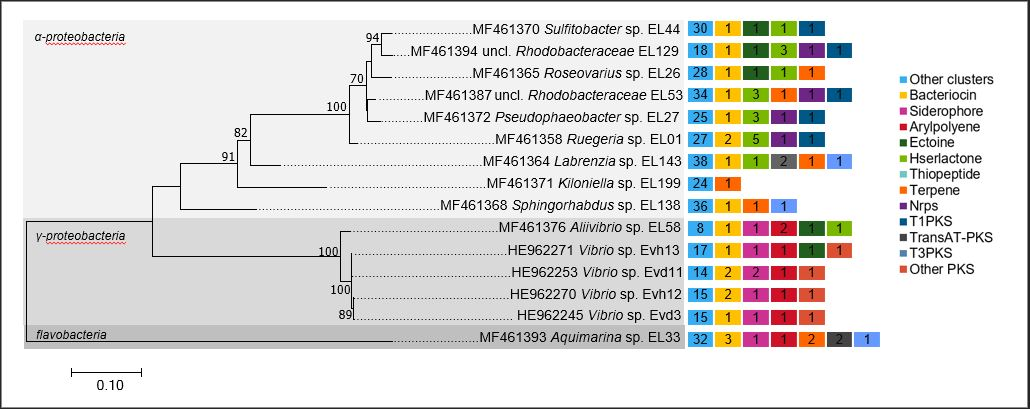 α-proteobacteria
MF461370 Sulfitobacter sp. EL44 30 1 1 1 1
94
MF461394 uncl. Rhodobacteraceae EL129 18 1 1 3 1 1
MF461365 Roseovarius sp. EL26 28 1 1 1 1
70
MF461387 uncl. Rhodobacteraceae EL53 34 1 3 1 1 1
100
MF461372 Pseudophaeobacter sp. EL27 25 1 3 1 1
82
MF461358 Ruegeria sp. EL01 27 2 5 1 1
91
MF461364 Labrenzia sp. EL143 38 1 1 2 1 1
MF461371 Kiloniella sp. EL199 24 1
MF461368 Sphingorhabdus sp. EL138 36 1 1 1
γ-proteobacteria
MF461376 Aliivibrio sp. EL58 8 1 1 2 1 1
100
HE962271 Vibrio sp. Evh13 17 1 1 1 1 1
HE962253 Vibrio sp. Evd11 14 2 2 1 1
100
HE962270 Vibrio sp. Evh12 15 2 1 1 1
89
HE962245 Vibrio sp. Evd3 15 1 1 1 1
flavobacteria
MF461393 Aquimarina sp. EL33 32 3 1 1 2 2 1
0.10
Other clusters
Bacteriocin
Siderophore
Arylpolyene
Ectoine
Hserlactone
Thiopeptide
Terpene
Nrps
T1PKS
TransAT-PKS
T3PKS
Other PKS